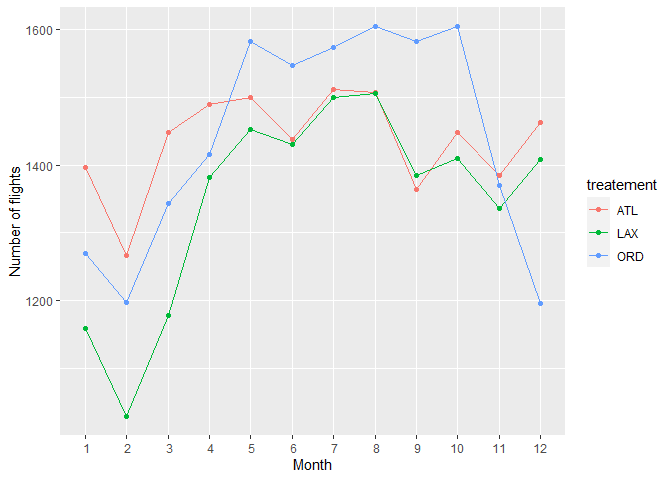 1600
1400
1200
Number of flights
1 2 3 4 5 6 7 8 9 10 11 12
Month
treatement
ATL
LAX
ORD